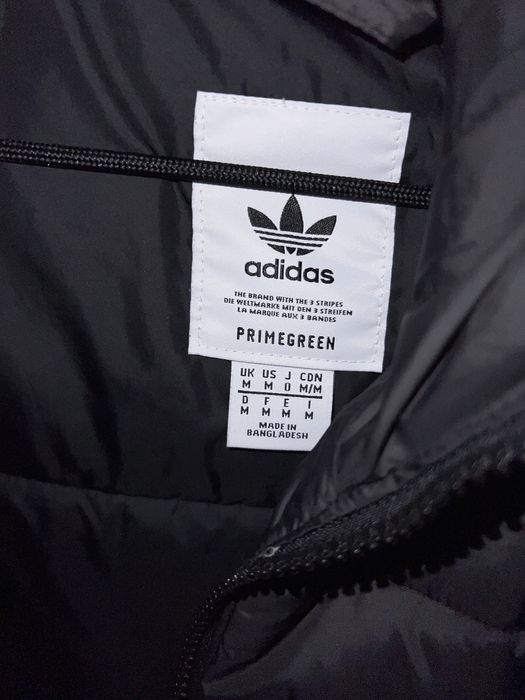 adidas
THE BRAND WITH THE 3 STRIPES
DIE WELTMARKE MIT DEN 3 STREIFEN
LA MARQUE AUX 3 BANDES
PRIMEGREEN
UK US J CDN
M M O M/M
D F E I
M M M M
MADE IN
BANGLADESH